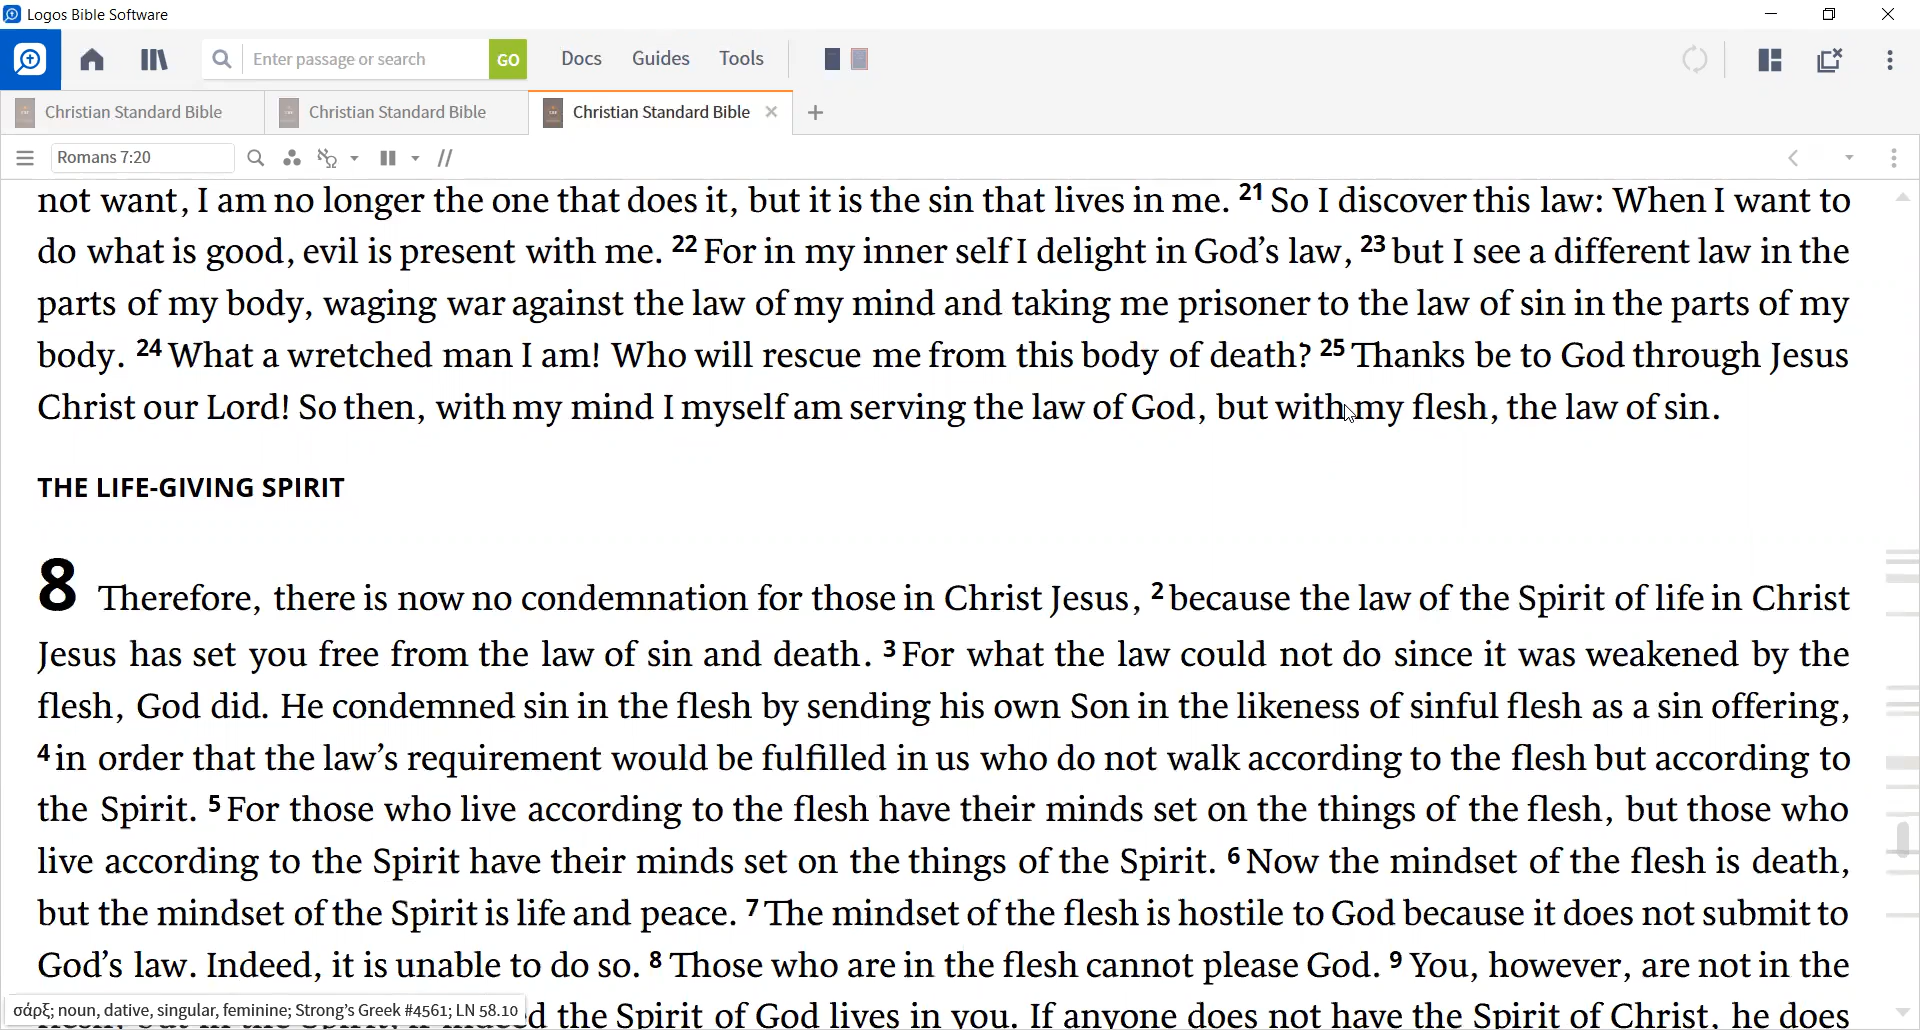 Logos Bible Software
Enter passage or search GO Docs Guides Tools
Christian Standard Bible Christian Standard Bible Christian Standard Bible
Romans 7:20
not want, I am no longer the one that does it, but it is the sin that lives in me. 21 So I discover this law: When I want to
do what is good, evil is present with me. 22 For in my inner self I delight in God’s law, 23 but I see a different law in the
parts of my body, waging war against the law of my mind and taking me prisoner to the law of sin in the parts of my
body. 24 What a wretched man I am! Who will rescue me from this body of death? 25 Thanks be to God through Jesus
Christ our Lord! So then, with my mind I myself am serving the law of God, but with my flesh, the law of sin.
THE LIFE-GIVING SPIRIT
8 Therefore, there is now no condemnation for those in Christ Jesus, 2 because the law of the Spirit of life in Christ
Jesus has set you free from the law of sin and death. 3 For what the law could not do since it was weakened by the
flesh, God did. He condemned sin in the flesh by sending his own Son in the likeness of sinful flesh as a sin offering,
4 in order that the law’s requirement would be fulfilled in us who do not walk according to the flesh but according to
the Spirit. 5 For those who live according to the flesh have their minds set on the things of the flesh, but those who
live according to the Spirit have their minds set on the things of the Spirit. 6 Now the mindset of the flesh is death,
but the mindset of the Spirit is life and peace. 7 The mindset of the flesh is hostile to God because it does not submit to
God’s law. Indeed, it is unable to do so. 8 Those who are in the flesh cannot please God. 9 You, however, are not in the
d the Spirit of God lives in you. If anyone does not have the Spirit of Christ, he does
σάρξ; noun, dative, singular, feminine; Strong’s Greek #4561; LN 58.10